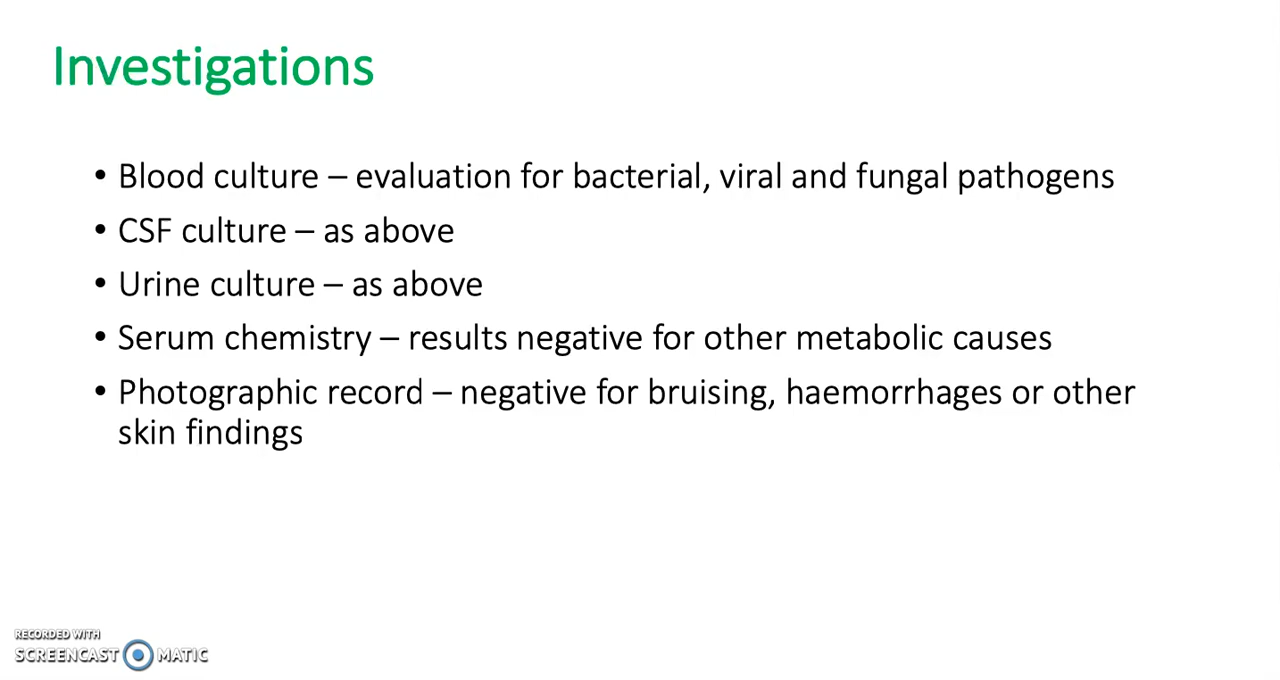 Investigations
• Blood culture – evaluation for bacterial, viral and fungal pathogens
• CSF culture – as above
• Urine culture – as above
• Serum chemistry – results negative for other metabolic causes
• Photographic record – negative for bruising, haemorrhages or other
skin findings
RECORDED WITH
SCREENCAST MATIC